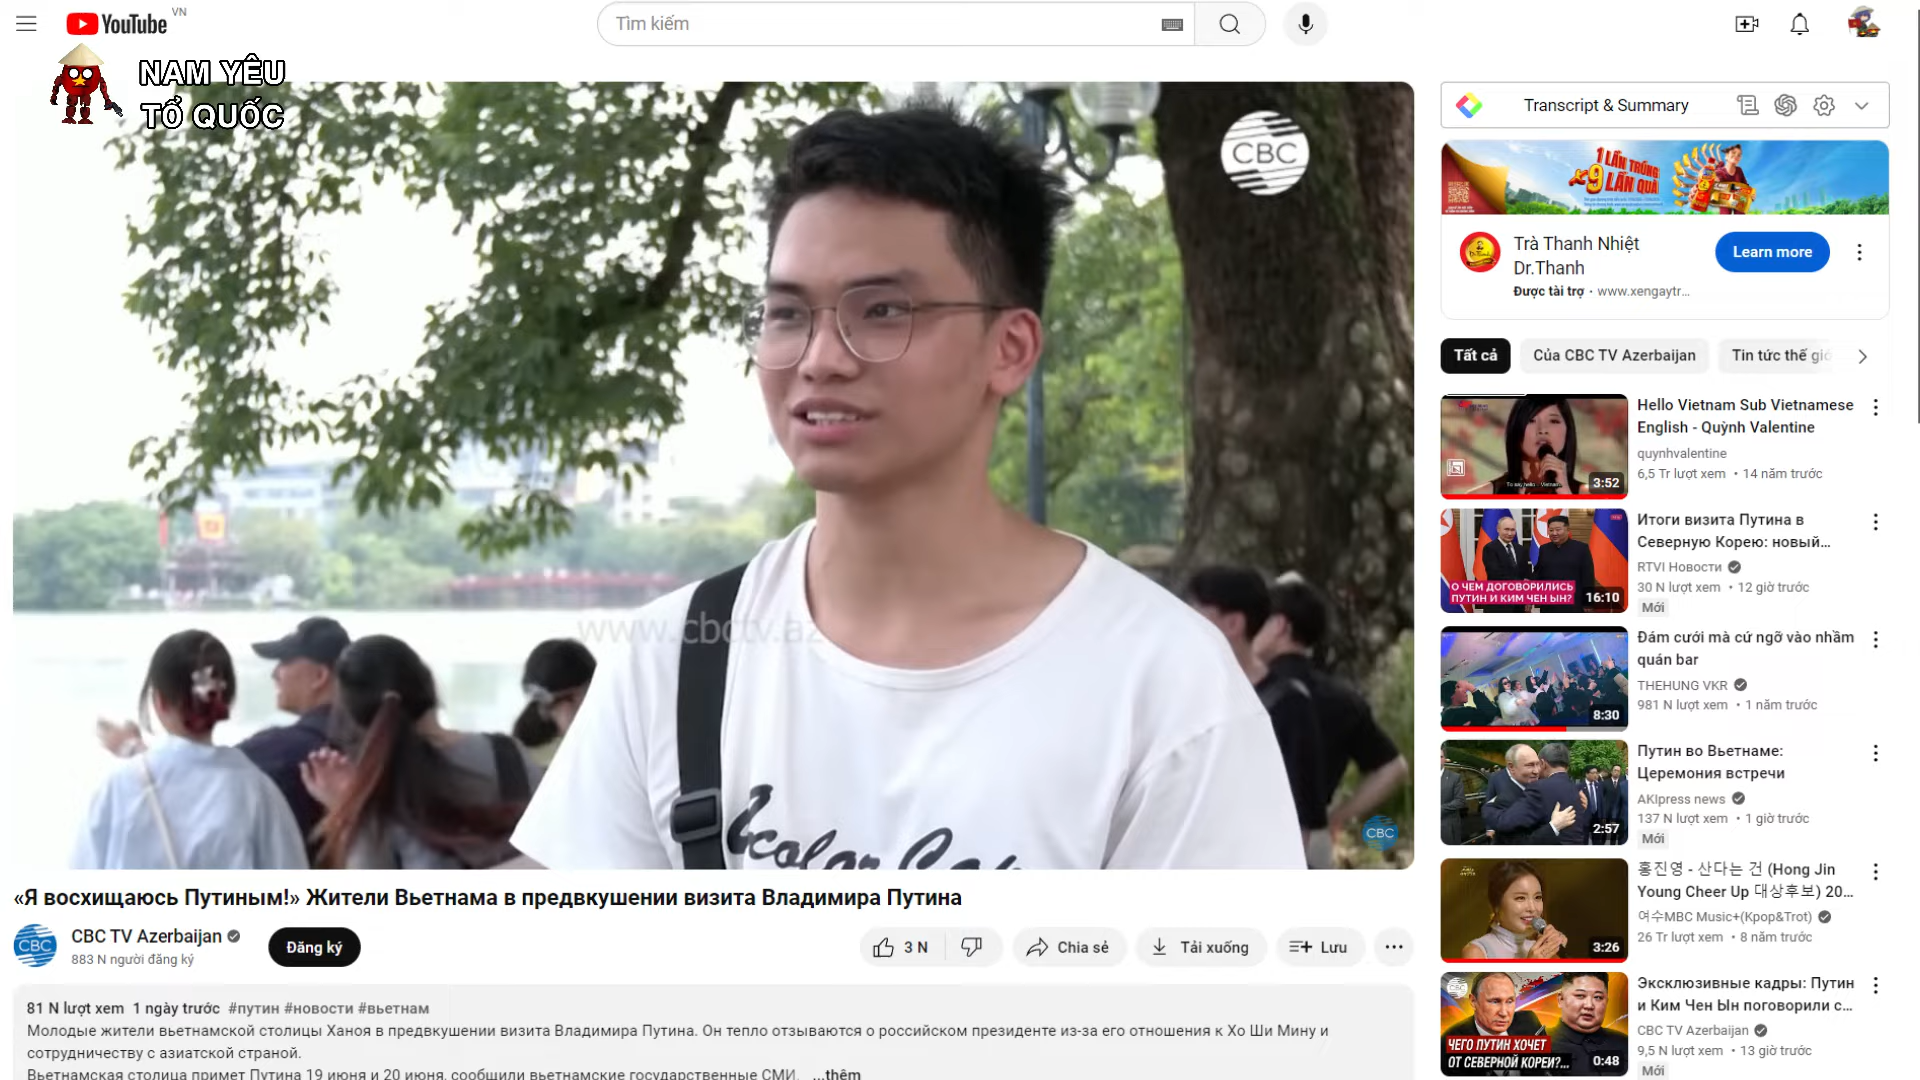 YouTube VN
Tìm kiếm
NAM YÊU
TỔ QUỐC
CBC
www.cbctv.az
CBC
«Я восхищаюсь Путиным!» Жители Вьетнама в предвкушении визита Владимира Путина
CBC
CBC TV Azerbaijan
883 N người đăng ký
Đăng ký
3 N
Chia sẻ
Tải xuống
Lưu
81 N lượt xem 1 ngày trước #путин #новости #вьетнам
Молодые жители вьетнамской столицы Ханоя в предвкушении визита Владимира Путина. Он тепло отзываются о российском президенте из-за его отношения к Хо Ши Мину и
сотрудничеству с азиатской страной.
Вьетнамская столица примет Путина 19 июня и 20 июня, сообщили вьетнамские государственные СМИ. ...thêm
Transcript & Summary
1 LẦN TRÚNG
x9 LẦN QUÀ
Trà Thanh Nhiệt
Dr.Thanh
Được tài trợ · www.xengaytr...
Learn more
Tất cả
Của CBC TV Azerbaijan
Tin tức thế giớ
Hello Vietnam Sub Vietnamese
English - Quỳnh Valentine
quynhvalentine
6,5 Tr lượt xem • 14 năm trước
3:52
Итоги визита Путина в
Северную Корею: новый...
RTVI Новости
30 N lượt xem • 12 giờ trước
Mới
О ЧЕМ ДОГОВОРИЛИСЬ
ПУТИН И КИМ ЧЕН ЫН?
16:10
Đám cưới mà cứ ngỡ vào nhầm
quán bar
THEHUNG VKR
981 N lượt xem • 1 năm trước
8:30
Путин во Вьетнаме:
Церемония встречи
AKIpress news
137 N lượt xem • 1 giờ trước
Mới
2:57
홍진영 - 산다는 건 (Hong Jin
Young Cheer Up 대상후보) 20...
여수MBC Music+(Kpop&Trot)
26 Tr lượt xem • 8 năm trước
3:26
Эксклюзивные кадры: Путин
и Ким Чен Ын поговорили с...
CBC TV Azerbaijan
9,5 N lượt xem • 13 giờ trước
Mới
ЧЕГО ПУТИН ХОЧЕТ
ОТ СЕВЕРНОЙ КОРЕИ?...
0:48